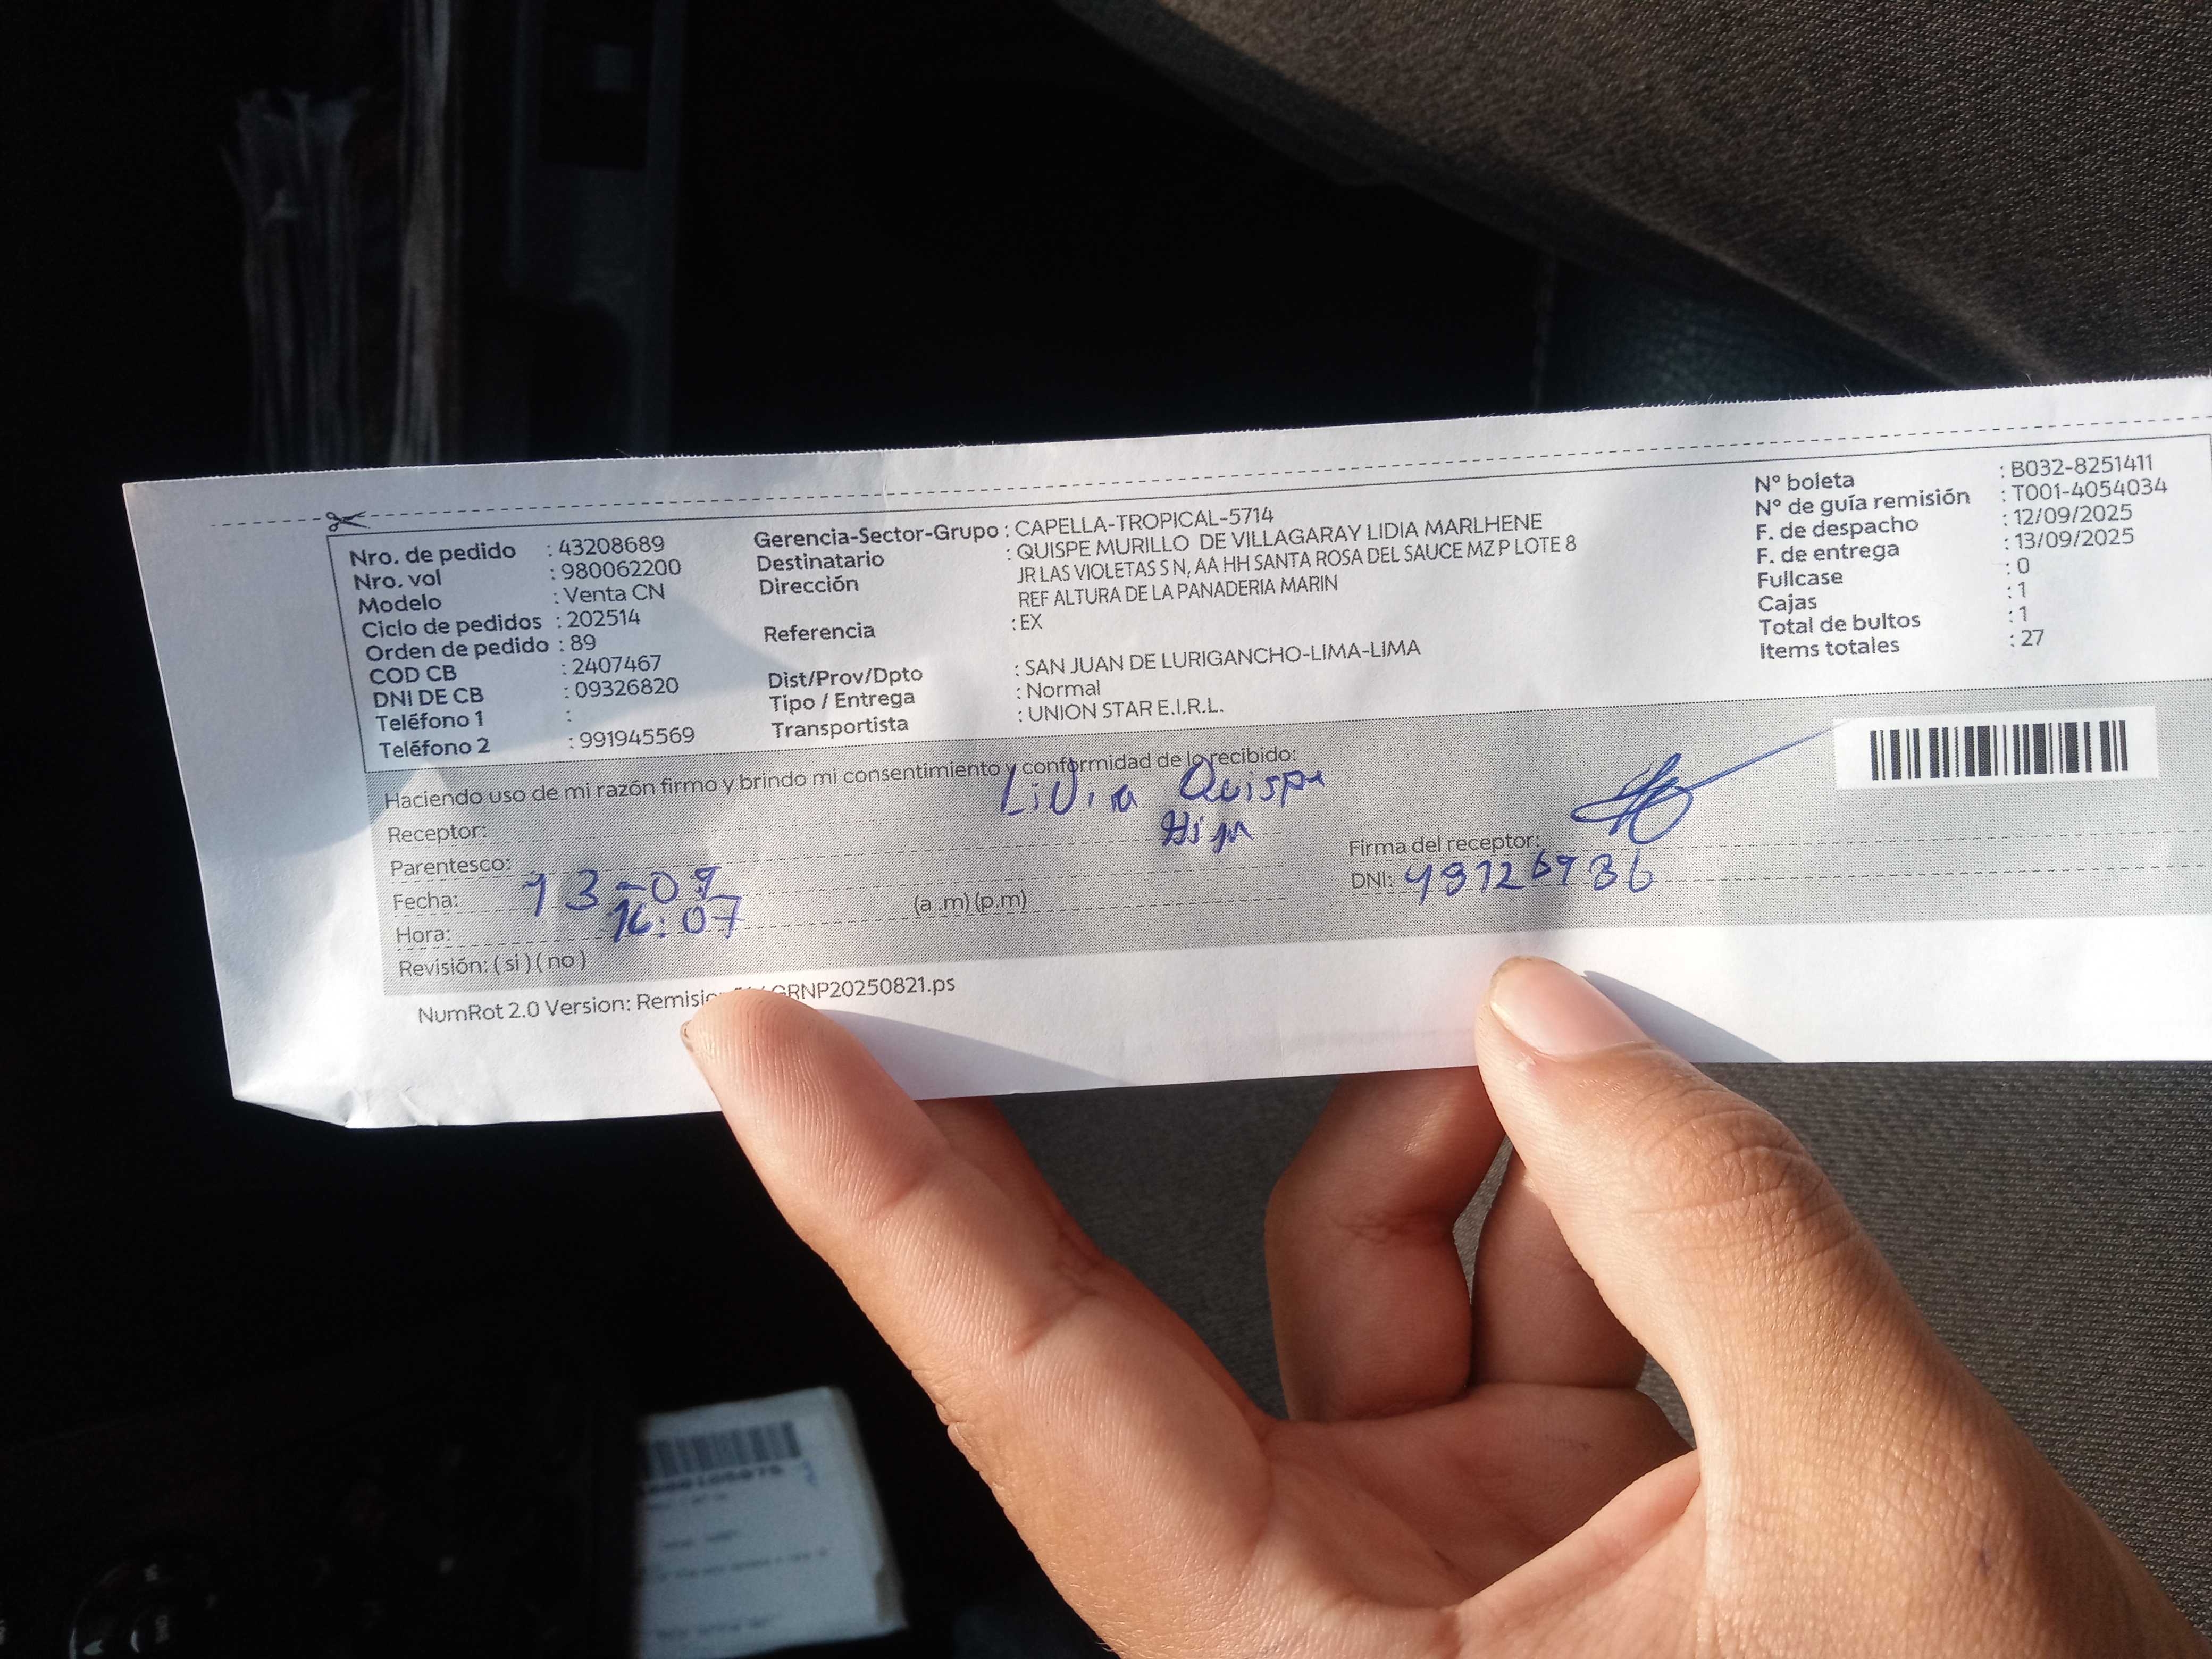 Nro. de pedido : 43208689
Nro. vol : 980062200
Modelo : Venta CN
Ciclo de pedidos : 202514
Orden de pedido : 89
COD CB : 2407467
DNI DE CB : 09326820
Teléfono 1 :
Teléfono 2 : 991945569
Gerencia-Sector-Grupo : CAPELLA-TROPICAL-5714
Destinatario : QUISPE MURILLO DE VILLAGARAY LIDIA MARLHENE
Dirección JR LAS VIOLETAS S N, AA HH SANTA ROSA DEL SAUCE MZ P LOTE 8
REF ALTURA DE LA PANADERIA MARIN
Referencia : EX
Dist/Prov/Dpto : SAN JUAN DE LURIGANCHO-LIMA-LIMA
Tipo / Entrega : Normal
Transportista : UNION STAR E.I.R.L.
N° boleta : B032-8251411
N° de guía remisión : T001-4054034
F. de despacho : 12/09/2025
F. de entrega : 13/09/2025
Fullcase : 0
Cajas : 1
Total de bultos : 1
Items totales : 27
Haciendo uso de mi razón firmo y brindo mi consentimiento y conformidad de lo recibido:
Receptor: Quispe
Parentesco:
Fecha: 13-09
Hora: 16:07 (a .m) (p.m)
Revisión: ( si ) ( no )
Firma del receptor:
DNI:
NumRot 2.0 Version: GRNP20250821.ps